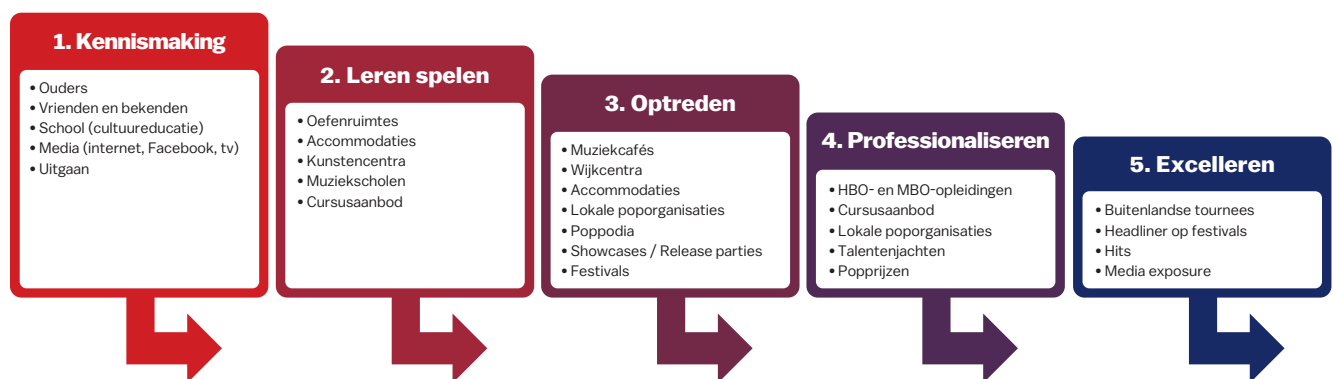 1. Kennismaking
• Ouders
• Vrienden en bekenden
• School (cultuureducatie)
• Media (internet, Facebook, tv)
• Uitgaan
2. Leren spelen
• Oefenruimtes
• Accommodaties
• Kunstencentra
• Muziekscholen
• Cursusaanbod
3. Optreden
• Muziekcafés
• Wijkcentra
• Accommodaties
• Lokale poporganisaties
• Poppodia
• Showcases / Release parties
• Festivals
4. Professionaliseren
• HBO- en MBO-opleidingen
• Cursusaanbod
• Lokale poporganisaties
• Talentenjachten
• Popprijzen
5. Excelleren
• Buitenlandse tournees
• Headliner op festivals
• Hits
• Media exposure